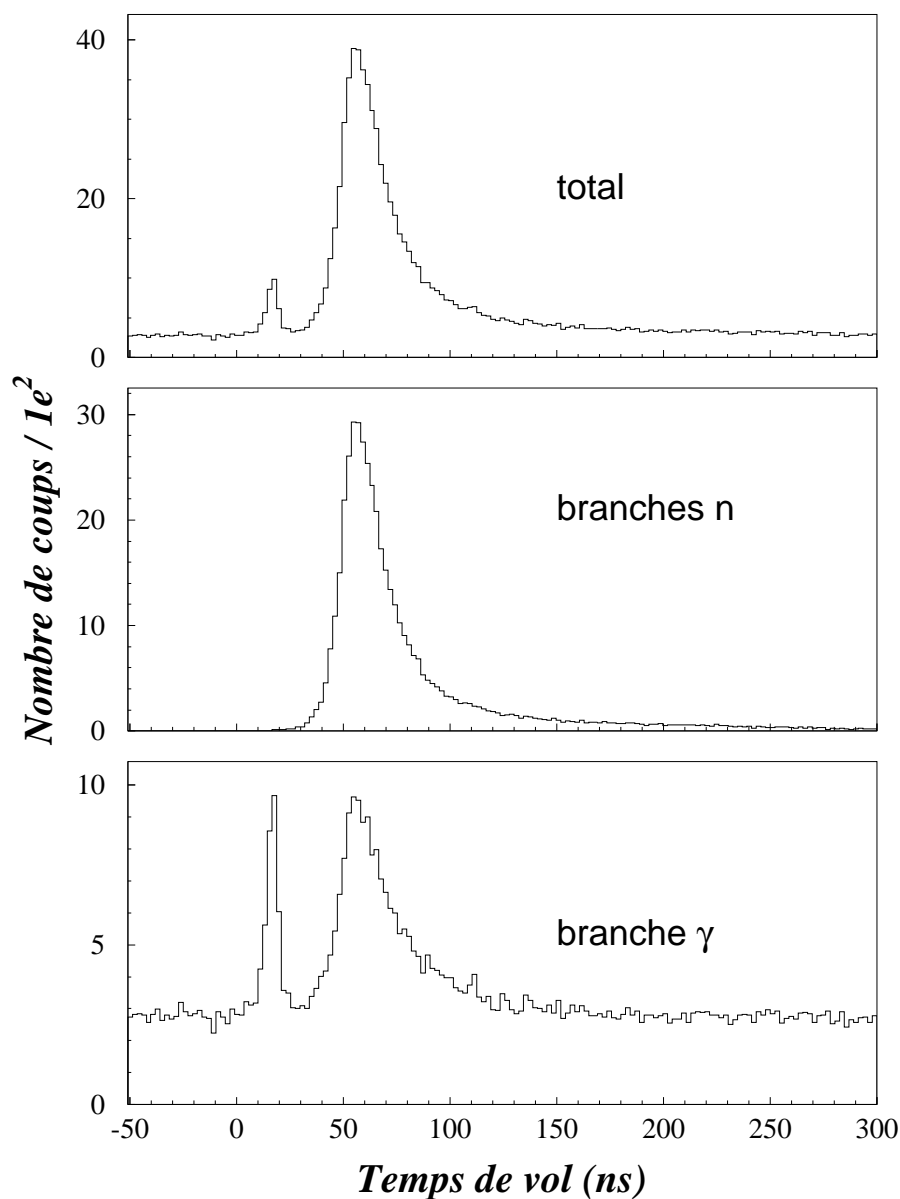 40
20
0
total
30
20
10
0
branches n
10
5
0
branche γ
-50 0 50 100 150 200 250 300
Temps de vol (ns)
Nombre de coups / 1e²